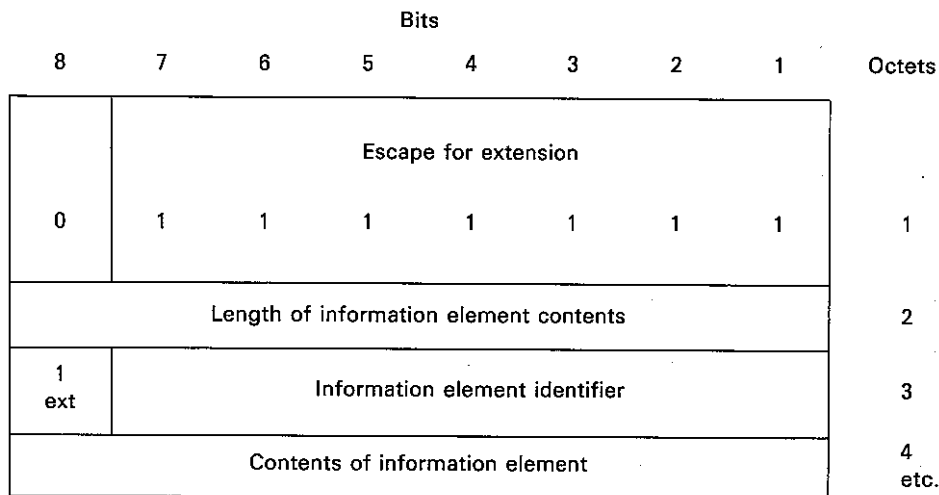 Bits
8 7 6 5 4 3 2 1 Octets
Escape for extension
0 1 1 1 1 1 1 1 1
Length of information element contents 2
1
ext
Information element identifier 3
Contents of information element
4
etc.